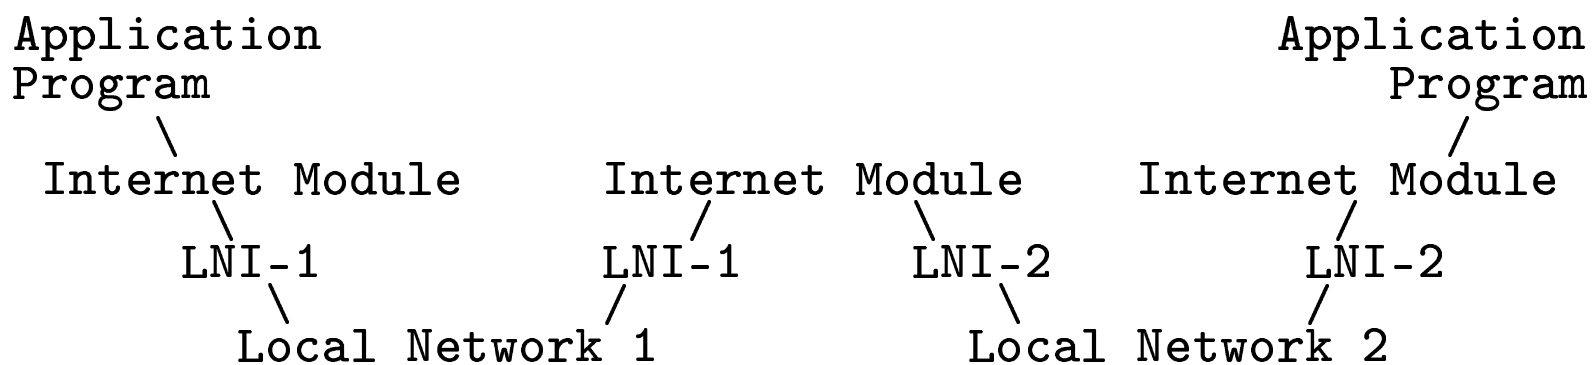 Application Application
Program Program
\ /
Internet Module Internet Module Internet Module
\ / \ /
LNI-1 LNI-1 LNI-2 LNI-2
\ / \ /
Local Network 1 Local Network 2